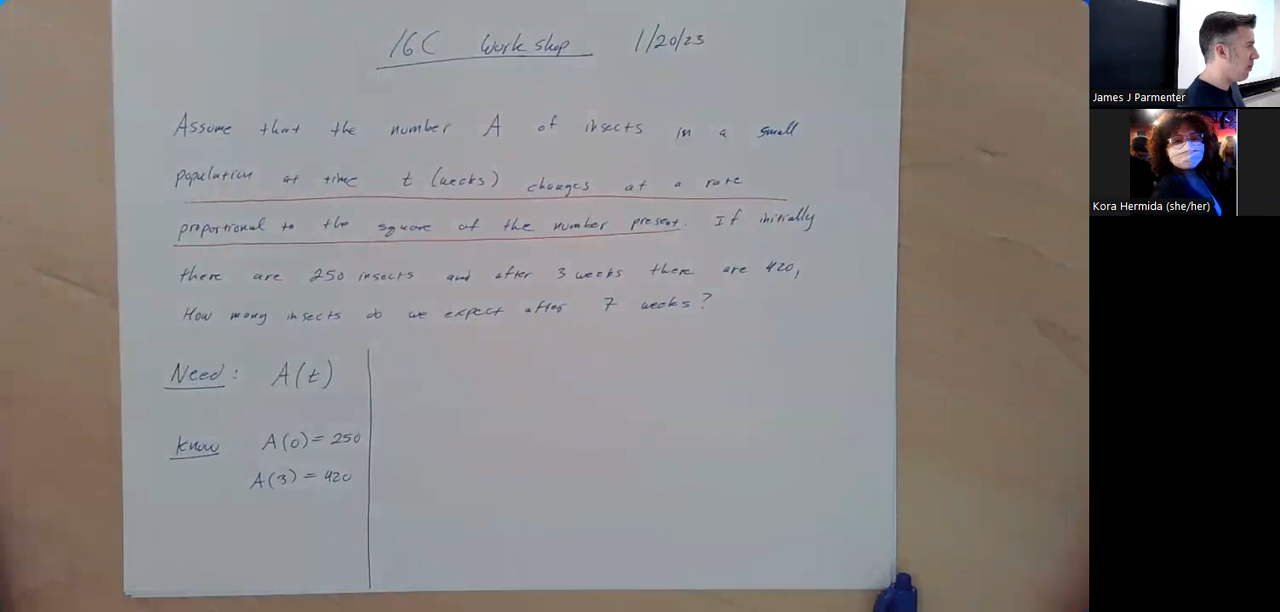 16C Workshop 1/20/23
Assume that the number A of insects in a small
population at time t (weeks) changes at a rate
proportional to the square of the number present. If initially
there are 250 insects and after 3 weeks there are 420,
How many insects do we expect after 7 weeks?
Need: A(t)
Know A(0) = 250
A(3) = 420
James J Parmenter
Kora Hermida (she/her)